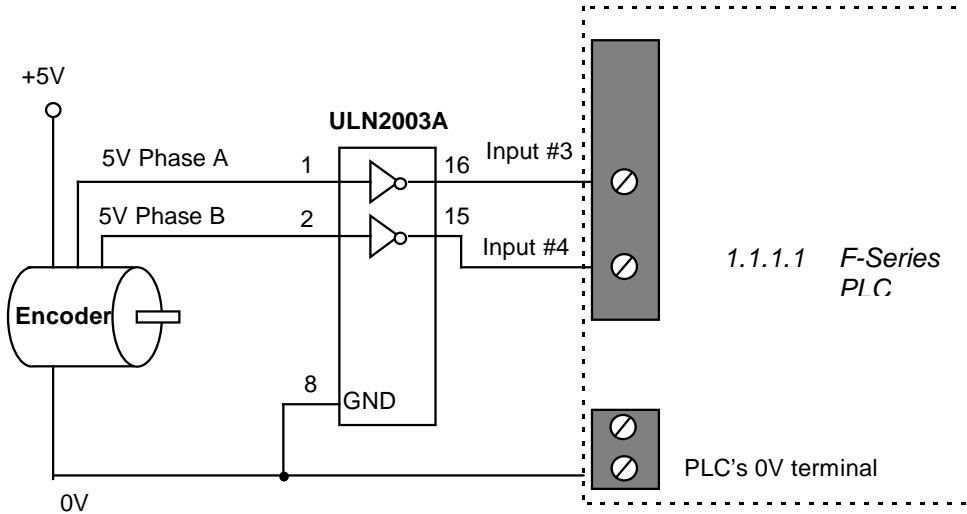 +5V
ULN2003A
5V Phase A
1
16
Input #3
5V Phase B
2
15
Input #4
1.1.1.1 F-Series
PLC
Encoder
8
GND
PLC's 0V terminal
0V